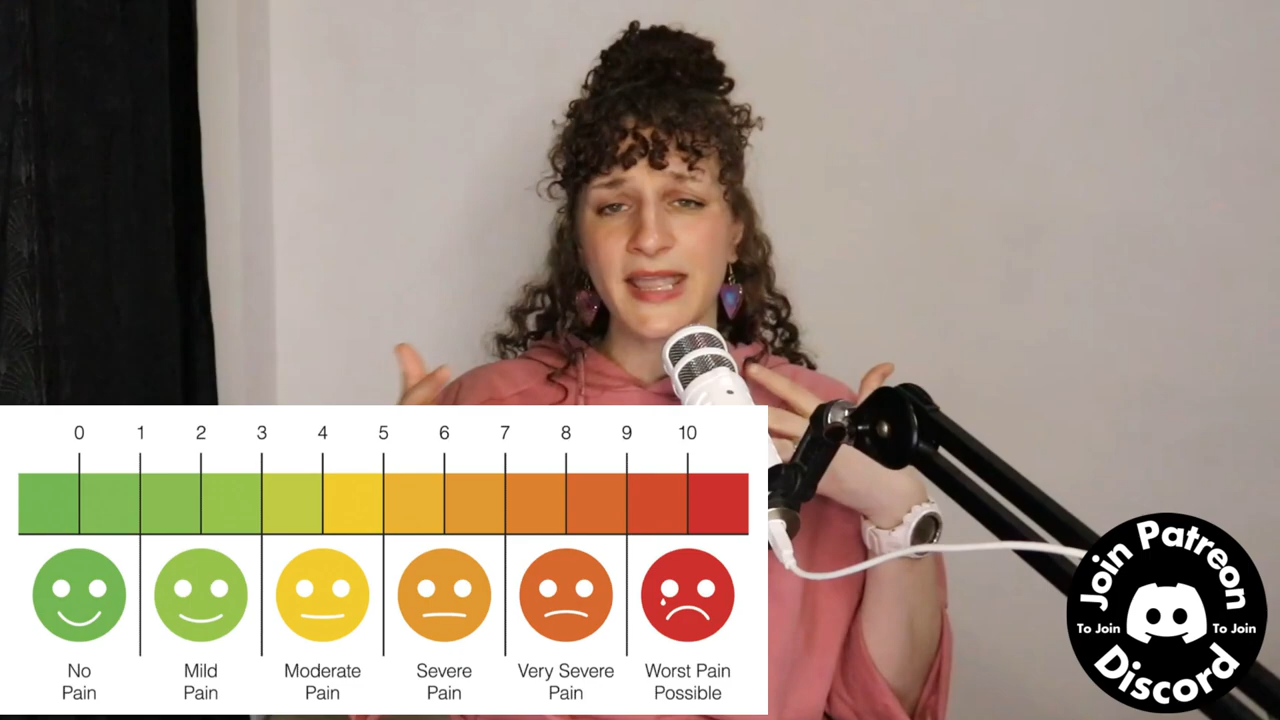 0 1 2 3 4 5 6 7 8 9 10
No Mild Moderate Severe Very Severe Worst Pain
Pain Pain Pain Pain Pain Possible
Join Patreon
To Join To Join
Discord